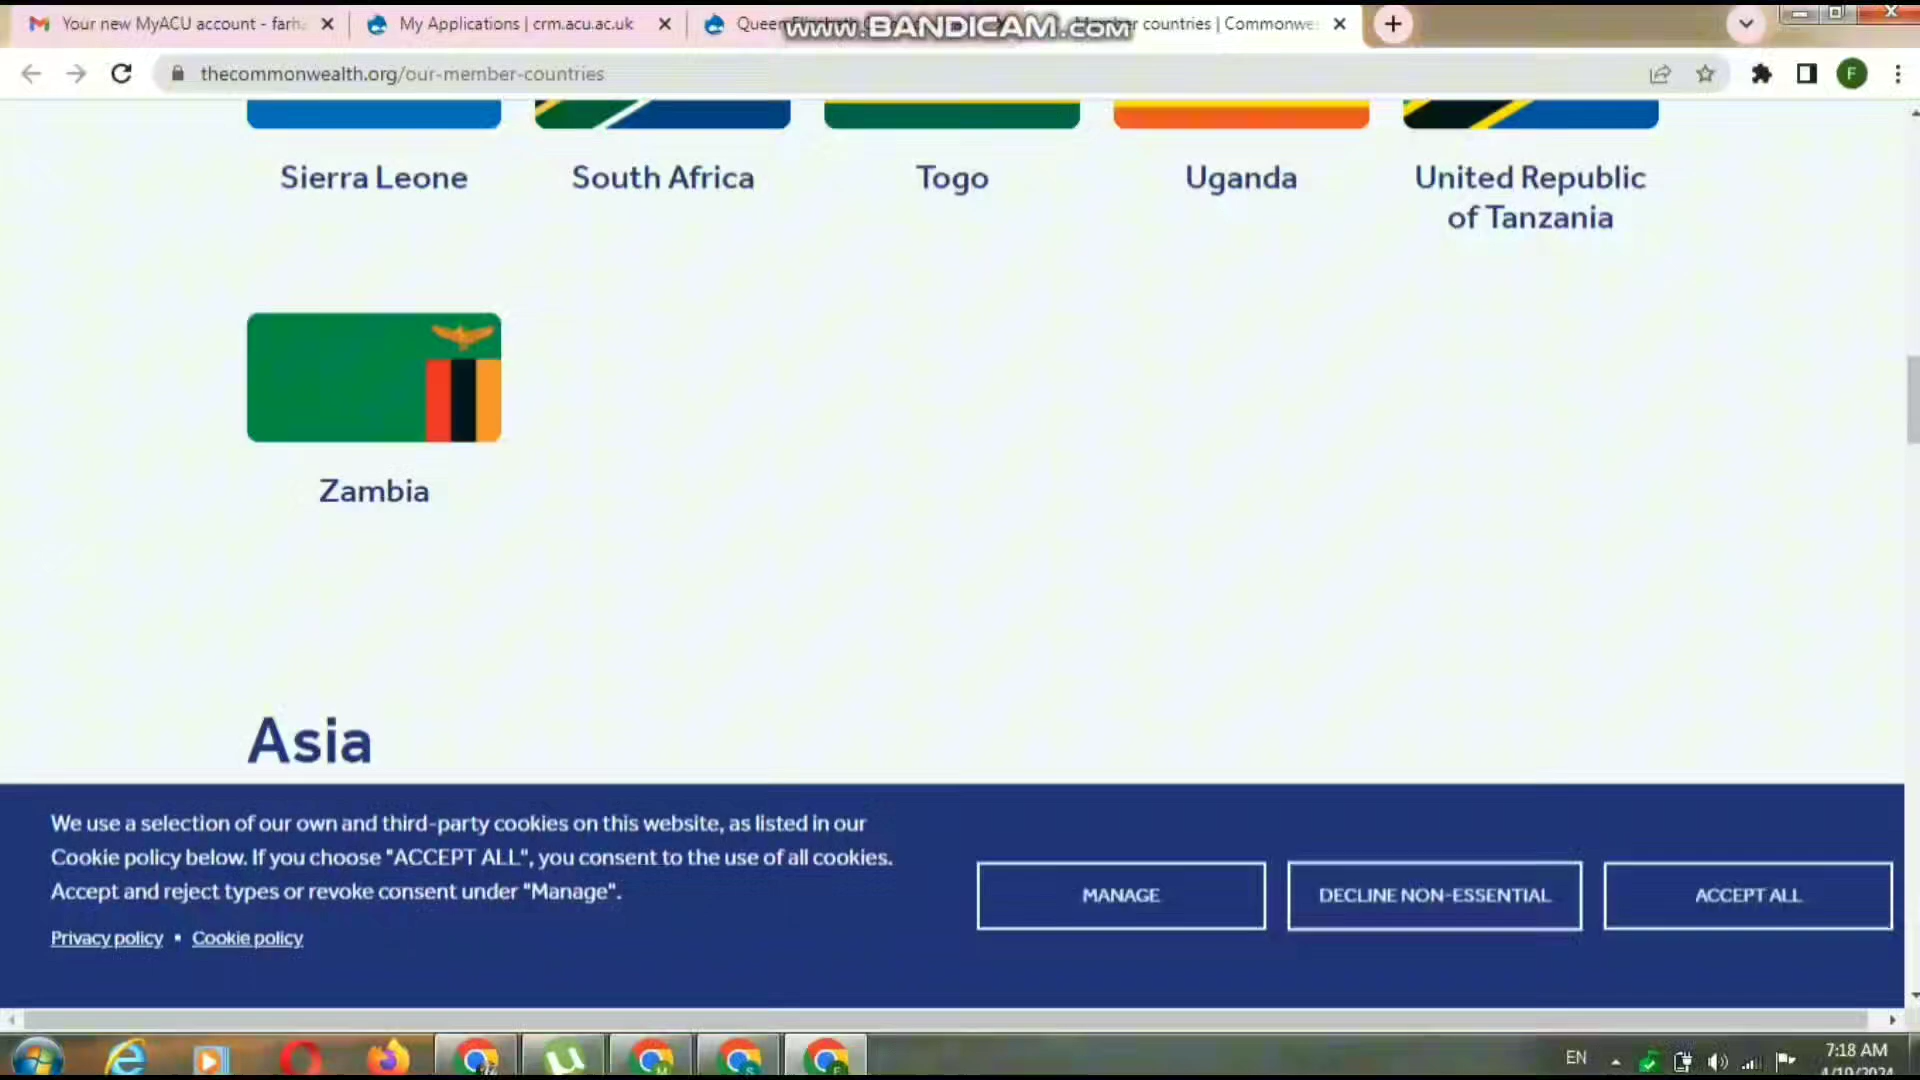 Your new MyACU account - farh
My Applications | crm.acu.ac.uk
Queen Elizabeth
www.BANDICAM.com
countries | Commonwe
thecommonwealth.org/our-member-countries
F
Sierra Leone
South Africa
Togo
Uganda
United Republic
of Tanzania
Zambia
Asia
We use a selection of our own and third-party cookies on this website, as listed in our
Cookie policy below. If you choose "ACCEPT ALL", you consent to the use of all cookies.
Accept and reject types or revoke consent under "Manage".
Privacy policy ▪ Cookie policy
MANAGE
DECLINE NON-ESSENTIAL
ACCEPT ALL
EN
7:18 AM
4/19/2024